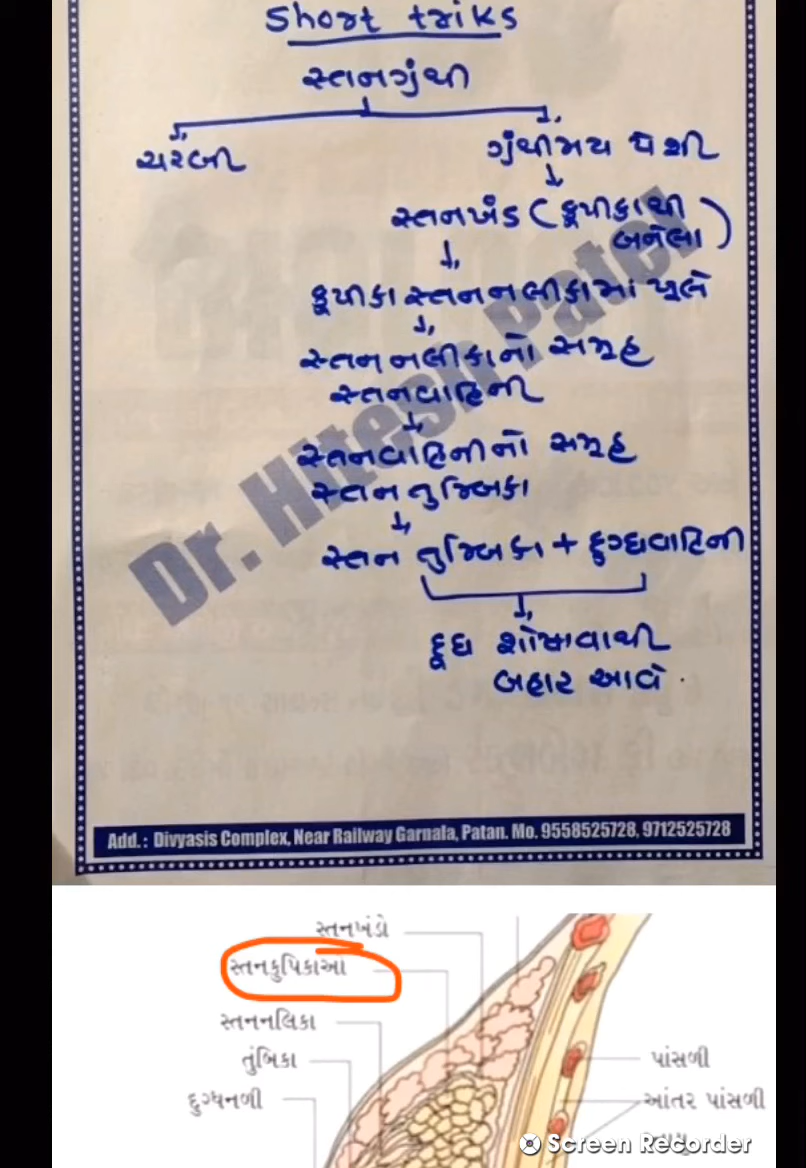 Short triks
સ્તનગ્રંથી
ચરબી
ગ્રંથીમય પેશી
સ્તનખંડ (કૂપીકાથી બનેલા)
કૂપીકા સ્તનનલીકામાં ખૂલે
સ્તન નલીકાનો સમૂહ
સ્તનવાહિની
સ્તનવાહિનીનો સમૂહ
સ્તન તુમ્બિકા
સ્તન તુમ્બિકા + દુગ્ધવાહિની
દૂધ શોષાવાથી
બહાર આવે.
Dr. Hitesh Patel
Add.: Divyasis Complex, Near Railway Garnala, Patan. Mo. 9558525728, 9712525728
સ્તનખંડો
સ્તનકુપિકાઓ
સ્તનનલિકા
તુંબિકા
દુગ્ધનળી
પાંસળી
આંતર પાંસળી
Screen Recorder